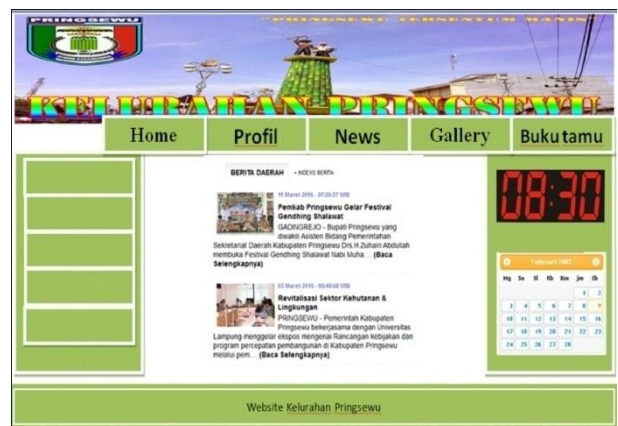 PRINGSEWU
"PRINGSEWU TERSENYUM MANIS"
KELURAHAN PRINGSEWU
Home Profil News Gallery Buku tamu
BERITA DAERAH + INDEKS BERITA
Pemkab Pringsewu Gelar Festival
Gendhing Shalawat
GADINGREJO - Bupati Pringsewu yang
diwakili Asisten Bidang Pemerintahan
Sekretariat Daerah Kabupaten Pringsewu Drs.H.Zuhairi Abdullah
membuka Festival Gendhing Shalawat Nabi Muha... (Baca
Selengkapnya)
Revitalisasi Sektor Kehutanan &
Lingkungan
PRINGSEWU - Pemerintah Kabupaten
Pringsewu bekerjasama dengan Universitas
Lampung menggelar ekspos mengenai Rancangan kebijakan dan
program percepatan pembangunan di Kabupaten Pringsewu
melalui pem... (Baca Selengkapnya)
08:30
Februari 2002
Mg Sn Sl Rb Km jm Sb
1 2
3 4 5 6 7 8 9
10 11 12 13 14 15 16
17 18 19 20 21 22 23
24 25 26 27 28
Website Kelurahan Pringsewu